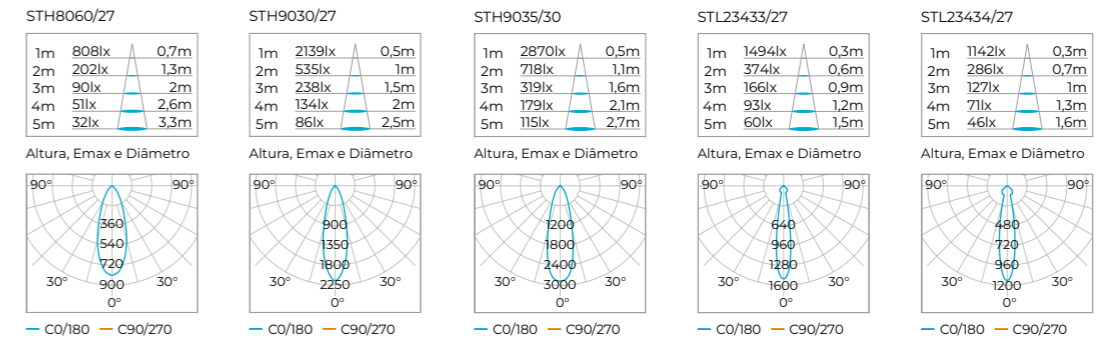 STH8060/27
1m 808lx 0,7m
2m 202lx 1,3m
3m 90lx 2m
4m 51lx 2,6m
5m 32lx 3,3m
Altura, Emax e Diâmetro
90° 90°
360
540
720
30° 900 30°
0°
C0/180 C90/270
STH9030/27
1m 2139lx 0,5m
2m 535lx 1m
3m 238lx 1,5m
4m 134lx 2m
5m 86lx 2,5m
Altura, Emax e Diâmetro
90° 90°
900
1350
1800
30° 2250 30°
0°
C0/180 C90/270
STH9035/30
1m 2870lx 0,5m
2m 718lx 1,1m
3m 319lx 1,6m
4m 179lx 2,1m
5m 115lx 2,7m
Altura, Emax e Diâmetro
90° 90°
1200
1800
2400
30° 3000 30°
0°
C0/180 C90/270
STL23433/27
1m 1494lx 0,3m
2m 374lx 0,6m
3m 166lx 0,9m
4m 93lx 1,2m
5m 60lx 1,5m
Altura, Emax e Diâmetro
90° 90°
640
960
1280
30° 1600 30°
0°
C0/180 C90/270
STL23434/27
1m 1142lx 0,3m
2m 286lx 0,7m
3m 127lx 1m
4m 71lx 1,3m
5m 46lx 1,6m
Altura, Emax e Diâmetro
90° 90°
480
720
960
30° 1200 30°
0°
C0/180 C90/270